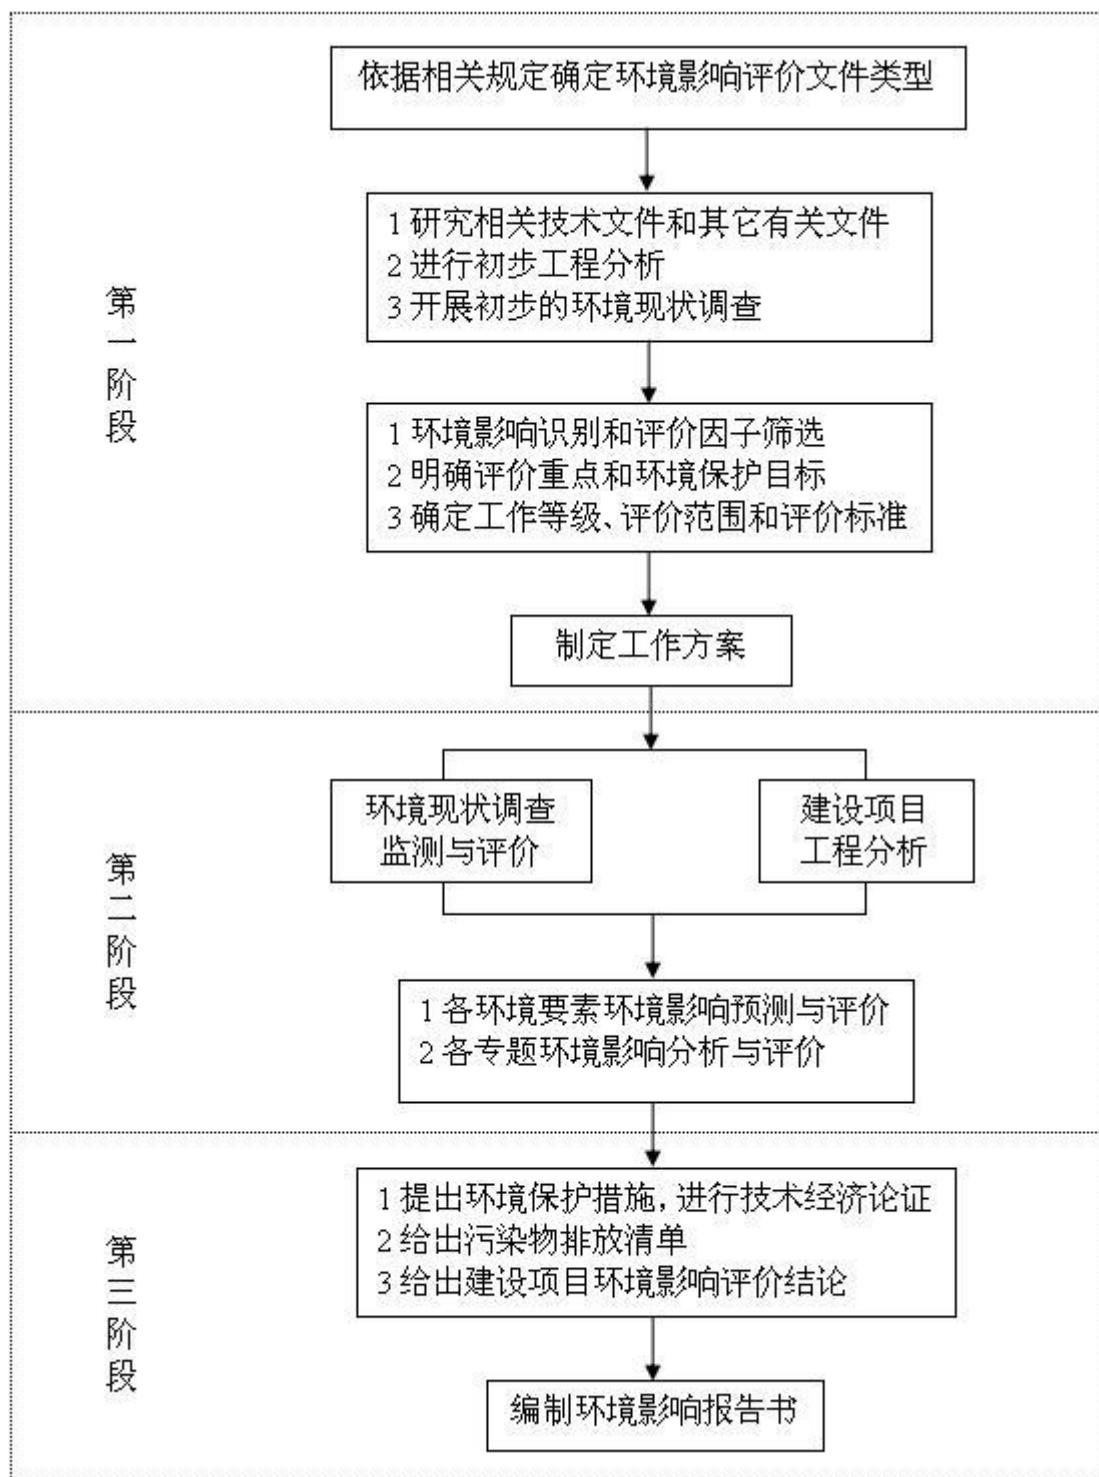 依据相关规定确定环境影响评价文件类型
1 研究相关技术文件和其它有关文件
2 进行初步工程分析
3 开展初步的环境现状调查
第一阶段
1 环境影响识别和评价因子筛选
2 明确评价重点和环境保护目标
3 确定工作等级、评价范围和评价标准
制定工作方案
环境现状调查
监测与评价
建设项目
工程分析
第二阶段
1 各环境要素环境影响预测与评价
2 各专题环境影响分析与评价
1 提出环境保护措施,进行技术经济论证
2 给出污染物排放清单
3 给出建设项目环境影响评价结论
第三阶段
编制环境影响报告书